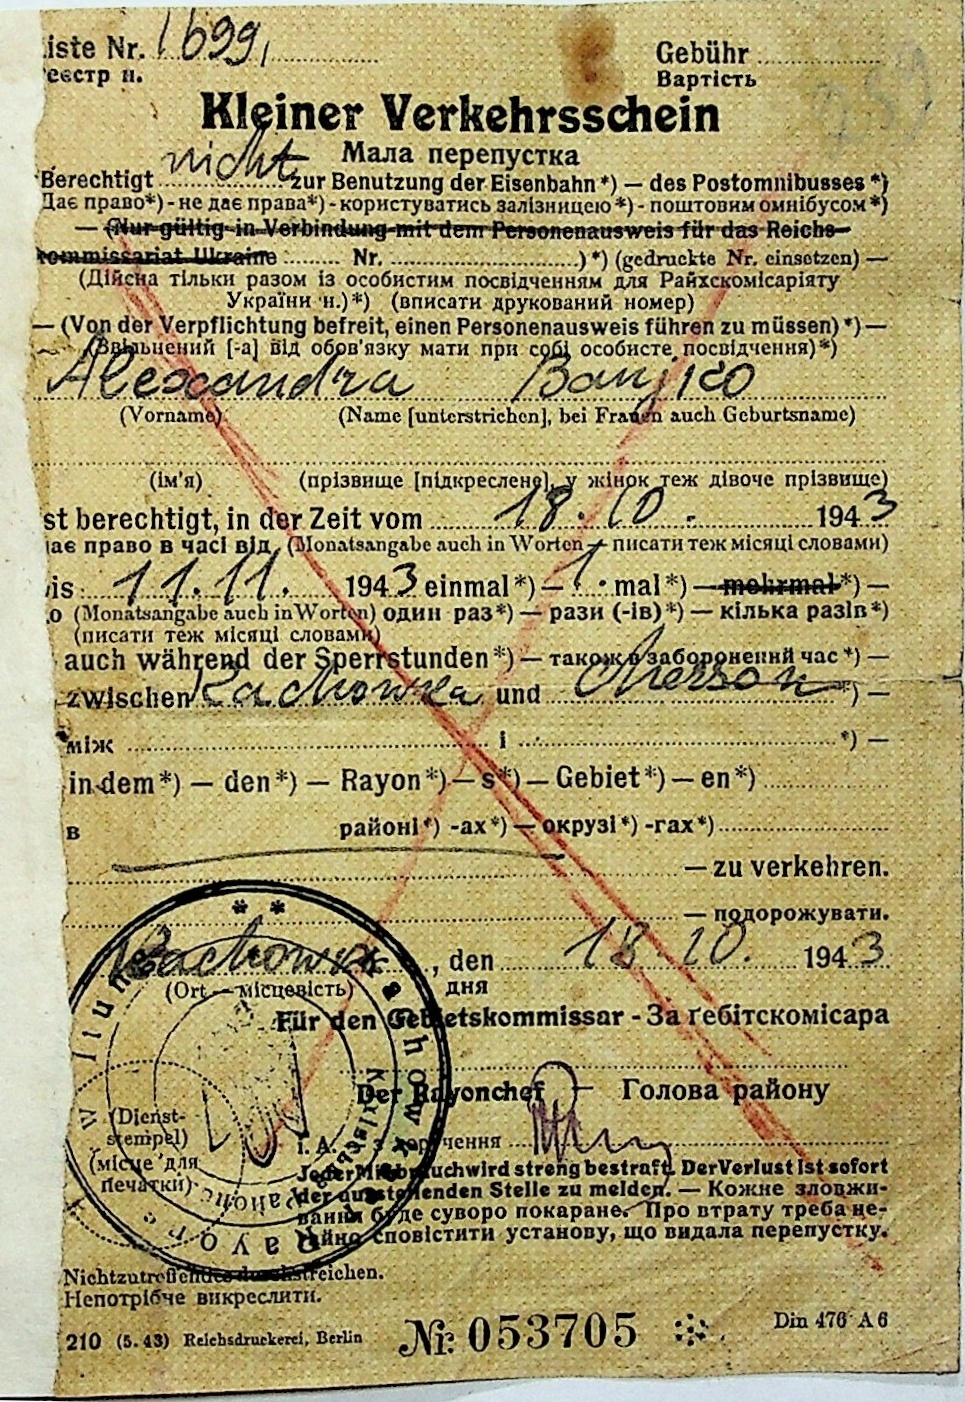 iste Nr. 1699,
Gebühr
еєстр н.
Вартість
Kleiner Verkehrsschein
Мала перепустка
Berechtigt nicht zur Benutzung der Eisenbahn*) — des Postomnibusses*)
Дає право*) - не дає права*) - користуватись залізницею*) - поштовим омнібусом*)
— (Nur gültig in Verbindung mit dem Personenausweis für das Reichs-
kommissariat Ukraine : Nr. )*) (gedruckte Nr. einsetzen) —
(Дійсна тільки разом із особистим посвідченням для Райхскомісаріяту
України н.)*) (вписати друкований номер)
— (Von der Verpflichtung befreit, einen Personenausweis führen zu müssen)*)—
(Звільнений [-а] від обов'язку мати при собі особисте посвідчення)*)
Alexandra Banjko
(Vorname) (Name [unterstrichen], bei Frauen auch Geburtsname)
(ім'я) (прізвище [підкреслене], у жінок теж дівоче прізвище)
st berechtigt, in der Zeit vom 18. 10. 1943
ає право в часі від (Monatsangabe auch in Worten — писати теж місяці словами)
is 11. 11. 1943 einmal*) — 1 mal*) — mehrmal*) —
о (Monatsangabe auch in Worten) один раз*) — рази (-ів)*) — кілька разів*)
(писати теж місяці словами)
auch während der Sperrstunden*) — також в заборонений час*) —
zwischen Kachowka und Cherson *) —
між і *) —
in dem*) — den*) — Rayon*) — s*) — Gebiet*) — en*)
в районі*) -ах*) — окрузі*) -гах*)
— zu verkehren.
— подорожувати.
Kachowka, den 18. 10. 1943
(Ort — місцевість) дня
Für den Gebietskommissar - За ґебітскомісара
Der Rayonchef — Голова району
(Dienst-
stempel)
(місце для
печатки)
I. A. з доручення
Jeder Mißbrauch wird streng bestraft. Der Verlust ist sofort
der ausstellenden Stelle zu melden. — Кожне зловжи-
вання буде суворо покаране. Про втрату треба не-
гайно сповістити установу, що видала перепустку.
Nichtzutreffendes durchstreichen.
Непотрібне викреслити.
210 (5. 43) Reichsdruckerei, Berlin
Nr. 053705
Din 476 A 6